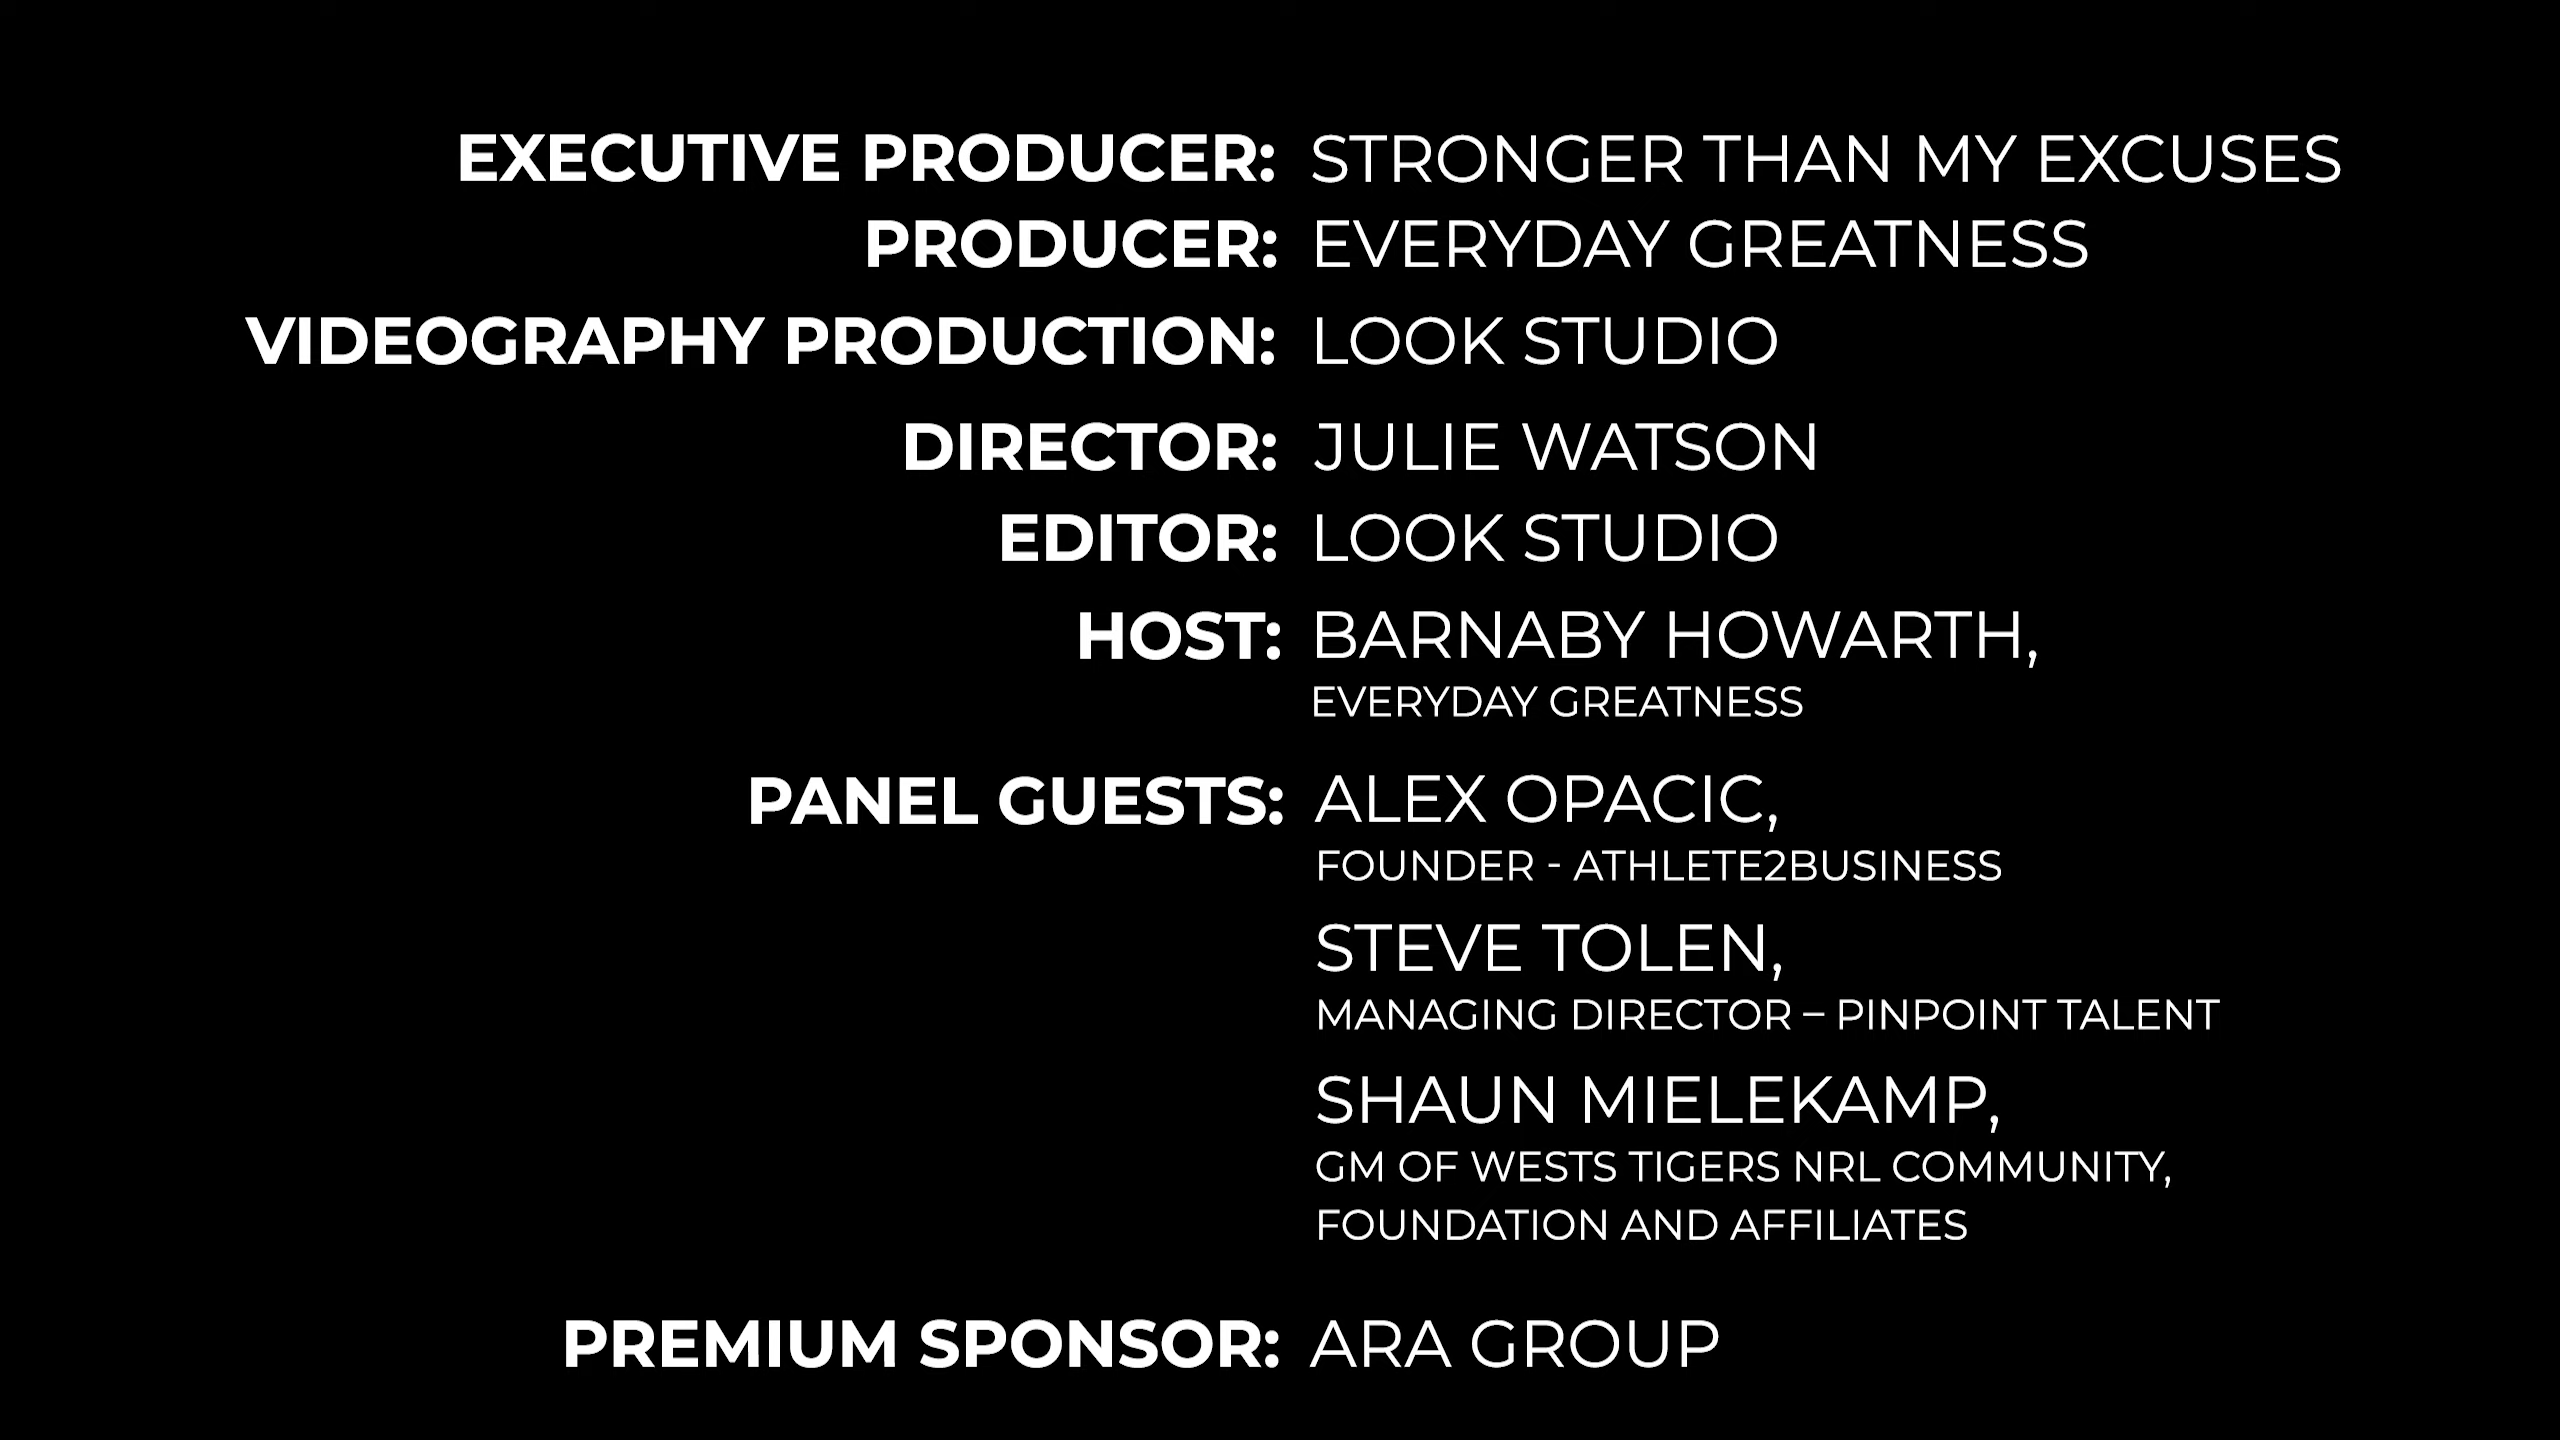 EXECUTIVE PRODUCER: STRONGER THAN MY EXCUSES
PRODUCER: EVERYDAY GREATNESS
VIDEOGRAPHY PRODUCTION: LOOK STUDIO
DIRECTOR: JULIE WATSON
EDITOR: LOOK STUDIO
HOST: BARNABY HOWARTH,
EVERYDAY GREATNESS
PANEL GUESTS: ALEX OPACIC,
FOUNDER - ATHLETE2BUSINESS
STEVE TOLEN,
MANAGING DIRECTOR – PINPOINT TALENT
SHAUN MIELEKAMP,
GM OF WESTS TIGERS NRL COMMUNITY,
FOUNDATION AND AFFILIATES
PREMIUM SPONSOR: ARA GROUP